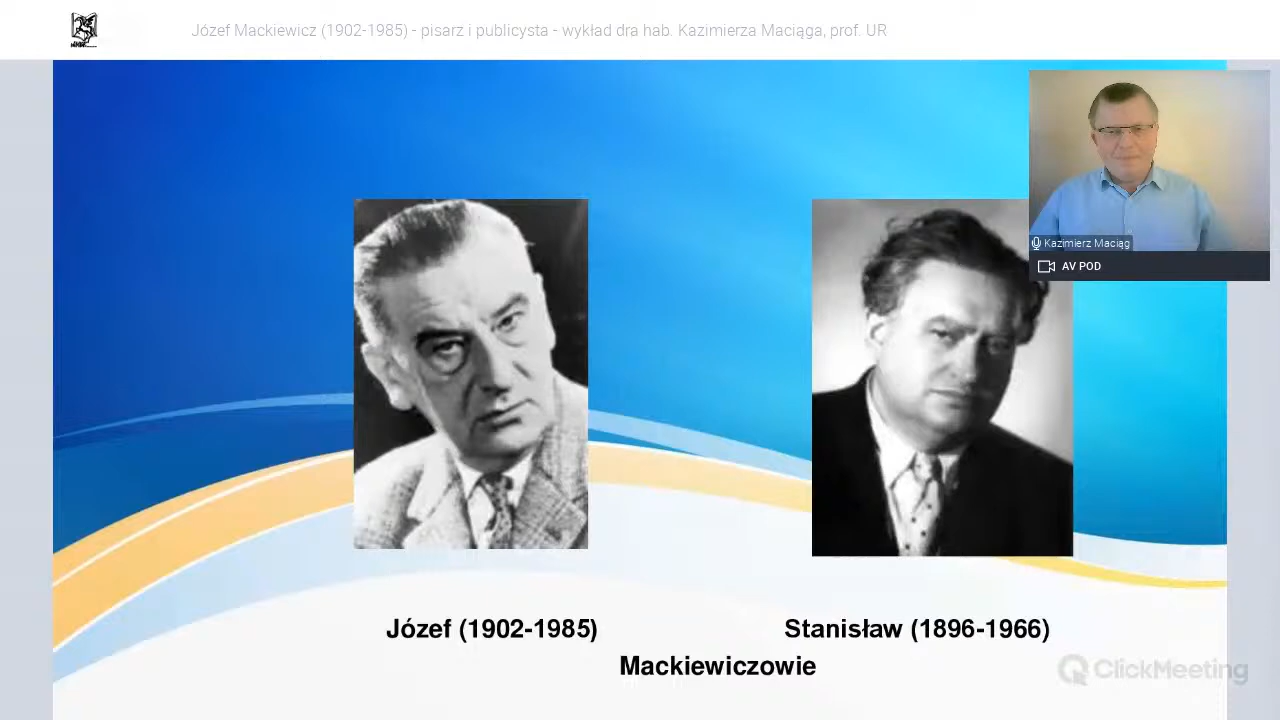 Józef Mackiewicz (1902-1985) - pisarz i publicysta - wykład dra hab. Kazimierza Maciąga, prof. UR
Kazimierz Maciąg
AV POD
Józef (1902-1985)
Stanisław (1896-1966)
Mackiewiczowie
ClickMeeting